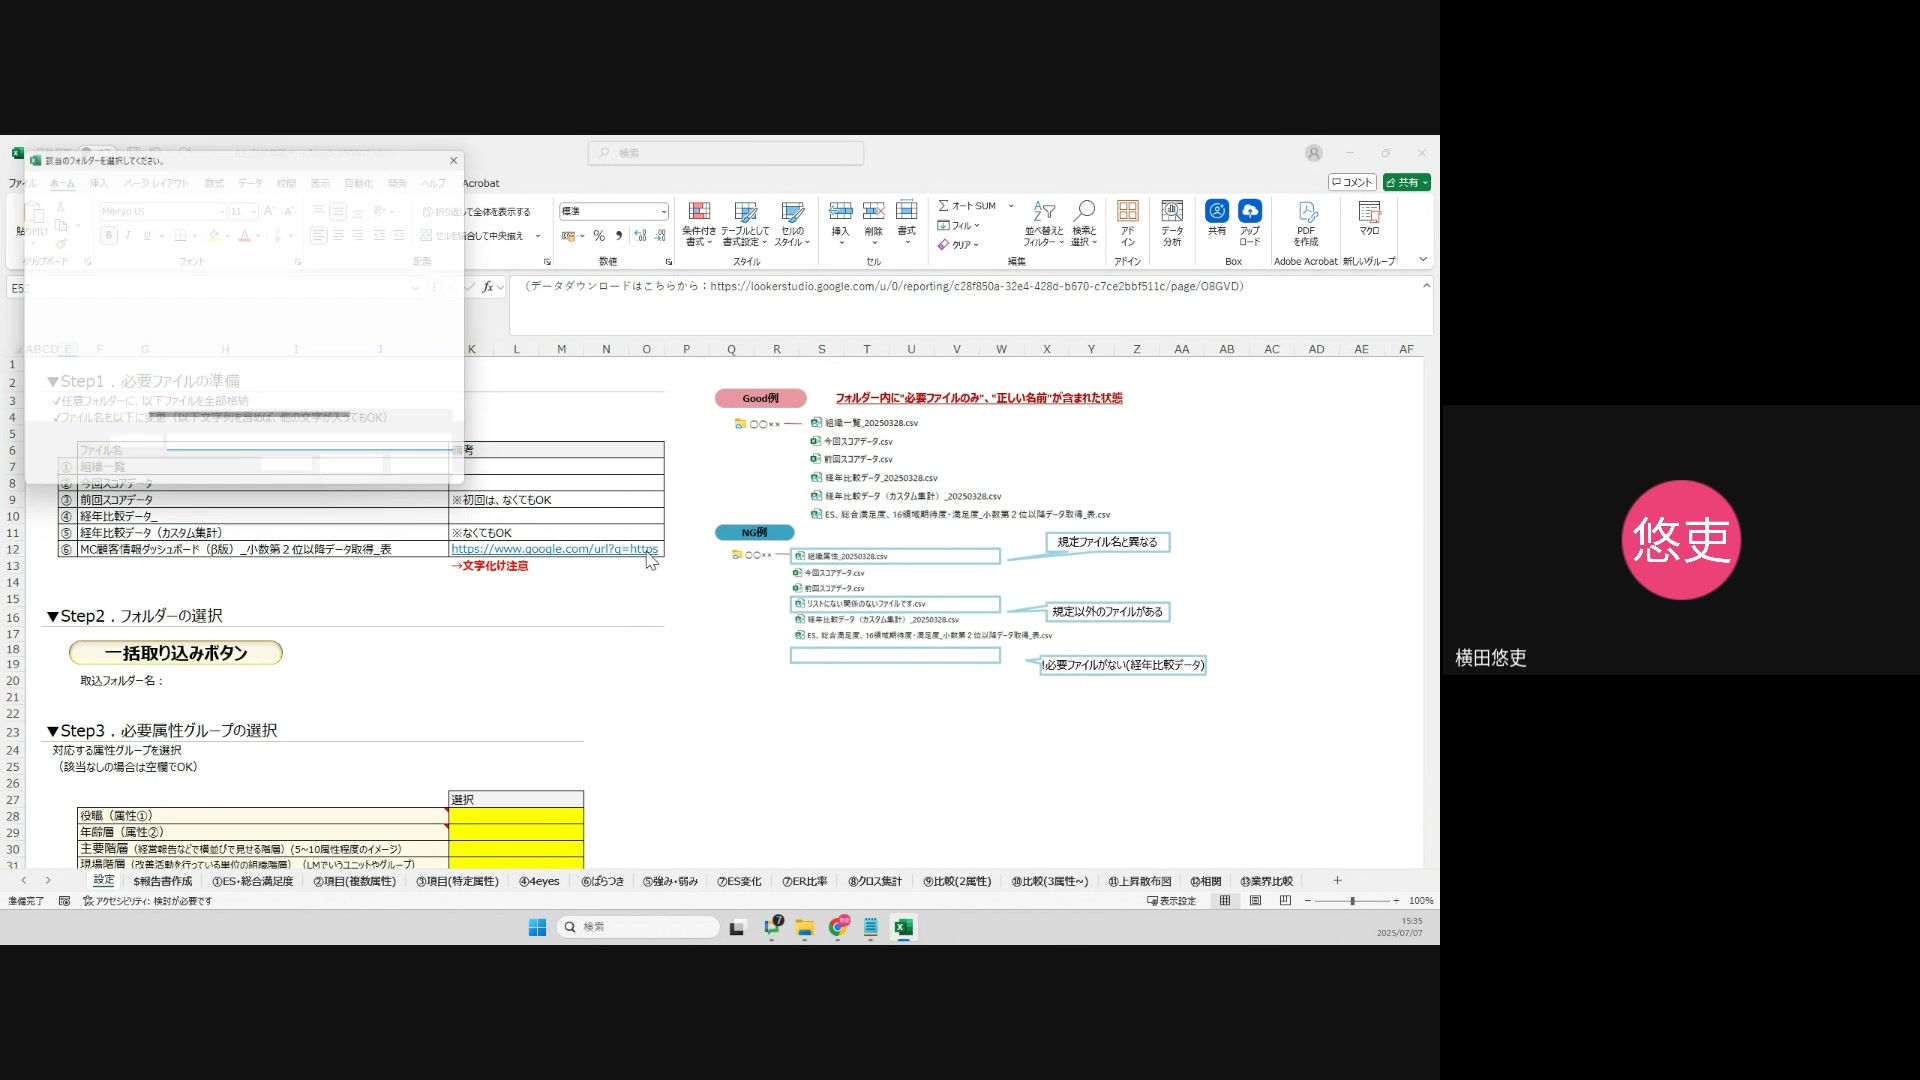 該当のフォルダーを選択してください。
検索
ファイル ホーム 挿入 ページ レイアウト 数式 データ 校閲 表示 自動化 開発 ヘルプ Acrobat
コメント
共有
貼り付け
クリップボード
Meiryo UI
11
フォント
折り返して全体を表示する
セルを結合して中央揃え
配置
標準
数値
条件付き書式
テーブルとして書式設定
セルのスタイル
スタイル
挿入
削除
書式
セル
オート SUM
フィル
クリア
並べ替えとフィルター
検索と選択
編集
アドイン
アドイン
データ分析
共有
アップロード
Box
PDFを作成
Adobe Acrobat
マクロ
新しいグループ
fx
（データダウンロードはこちらから：https://lookerstudio.google.com/u/0/reporting/c28f850a-32e4-428d-b670-c7ce2bbf511c/page/O8GVD）
A B C D E F G H I J K L M N O P Q R S T U V W X Y Z AA AB AC AD AE AF
▼Step1．必要ファイルの準備
✓任意フォルダーに、以下ファイルを全部格納
✓ファイル名を以下に変更（以下文字列を含めば、他の文字が入ってもOK）
ファイル名 備考
① 組織一覧
② 今回スコアデータ
③ 前回スコアデータ ※初回は、なくてもOK
④ 経年比較データ_
⑤ 経年比較データ（カスタム集計） ※なくてもOK
⑥ MC顧客情報ダッシュボード（β版）_小数第２位以降データ取得_表 https://www.google.com/url?q=https
→文字化け注意
▼Step2．フォルダーの選択
一括取り込みボタン
取込フォルダー名：
▼Step3．必要属性グループの選択
対応する属性グループを選択
（該当なしの場合は空欄でOK）
選択
役職（属性①）
年齢層（属性②）
主要階層（経営報告などで横並びで見せる階層）(5~10属性程度のイメージ)
現場階層（改善活動を行っている単位の組織階層）（LMでいうユニットやグループ）
Good例
フォルダー内に"必要ファイルのみ"、"正しい名前"が含まれた状態
〇〇××
組織一覧_20250328.csv
今回スコアデータ.csv
前回スコアデータ.csv
経年比較データ_20250328.csv
経年比較データ（カスタム集計）_20250328.csv
ES、総合満足度、16領域期待度・満足度_小数第２位以降データ取得_表.csv
NG例
〇〇××
組織属性_20250328.csv
今回スコアデータ.csv
前回スコアデータ.csv
リストにない関係のないファイルです.csv
経年比較データ（カスタム集計）_20250328.csv
ES、総合満足度、16領域期待度・満足度_小数第２位以降データ取得_表.csv
規定ファイル名と異なる
規定以外のファイルがある
!必要ファイルがない(経年比較データ)
設定 $報告書作成 ①ES・総合満足度 ②項目(複数属性) ③項目(特定属性) ④4eyes ⑥ばらつき ⑤強み・弱み ⑦ES変化 ⑦ER比率 ⑧クロス集計 ⑨比較(2属性) ⑩比較(3属性~) ⑪上昇散布図 ⑫相関 ⑬業界比較
準備完了
アクセシビリティ: 検討が必要です
表示設定
100%
検索
7
15:35
2025/07/07
悠吏
横田悠吏